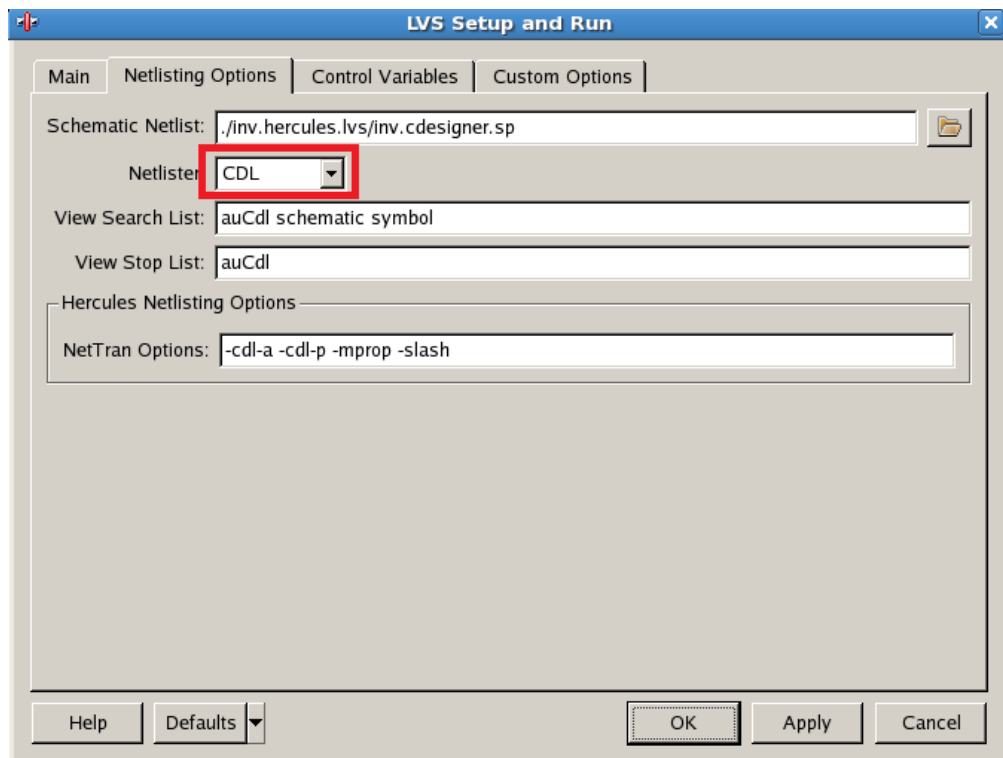 LVS Setup and Run
Main Netlisting Options Control Variables Custom Options
Schematic Netlist: ./inv.hercules.lvs/inv.cdesigner.sp
Netlister CDL
View Search List: auCdl schematic symbol
View Stop List: auCdl
Hercules Netlisting Options
NetTran Options: -cdl-a -cdl-p -mprop -slash
Help Defaults OK Apply Cancel